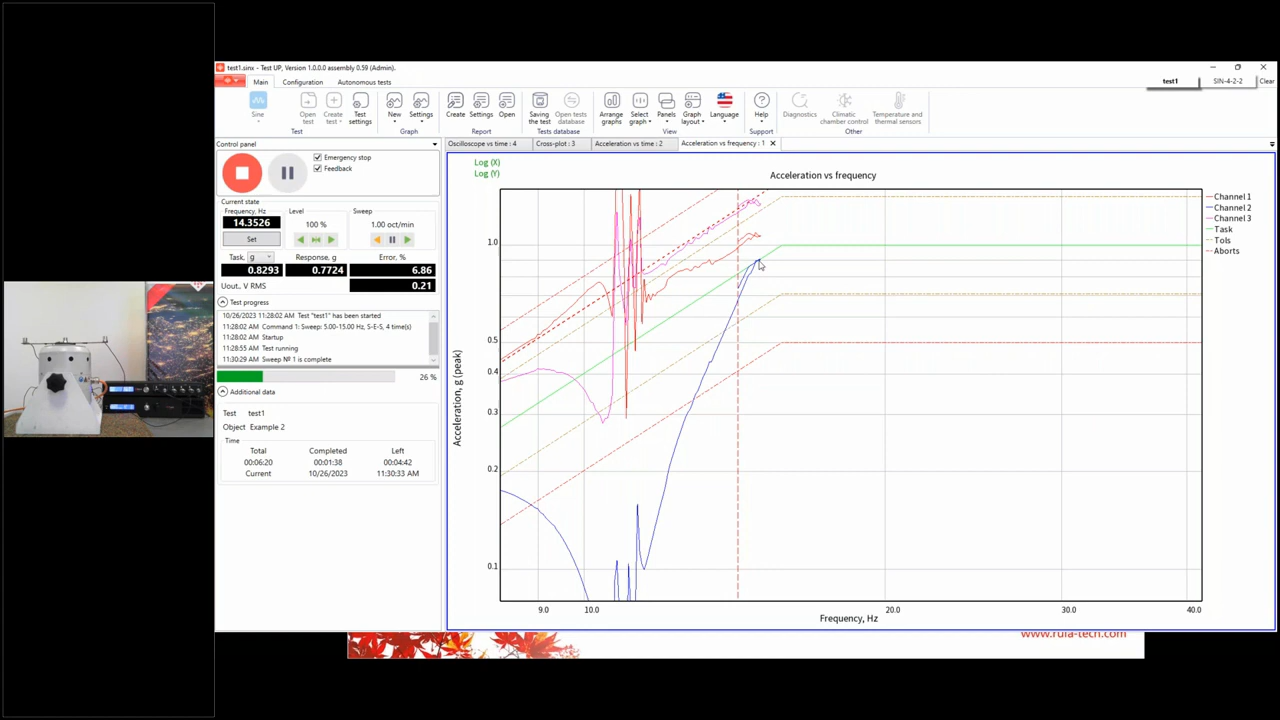 test1.sinx - Test UP, Version 1.0.0.0 assembly 0.59 (Admin).
Main Configuration Autonomous tests
test1 SIN-4-2-2 Clear
Sine Open test Create test Test settings New Settings Create Settings Open Saving the test Open tests database Arrange graphs Select graph Panels Graph layout Language Help Diagnostics Climatic chamber control Temperature and thermal sensors
Test Graph Report Tests database View Support Other
Control panel
Oscilloscope vs time : 4 Cross-plot : 3 Acceleration vs time : 2 Acceleration vs frequency : 1
Emergency stop
Feedback
Current state
Frequency, Hz Level Sweep
14.3526 100 % 1.00 oct/min
Set
Task, g Response, g Error, %
0.8293 0.7724 6.86
Uout., V RMS 0.21
Test progress
10/26/2023 11:28:02 AM Test "test1" has been started
11:28:02 AM Command 1: Sweep: 5.00-15.00 Hz, S-E-S, 4 time(s)
11:28:02 AM Startup
11:28:55 AM Test running
11:30:29 AM Sweep № 1 is complete
26 %
Additional data
Test test1
Object Example 2
Time
Total Completed Left
00:06:20 00:01:38 00:04:42
Current 10/26/2023 11:30:33 AM
Log (X)
Log (Y)
Acceleration vs frequency
Channel 1
Channel 2
Channel 3
Task
Tols
Aborts
Acceleration, g (peak)
1.0
0.5
0.4
0.3
0.2
0.1
9.0 10.0 20.0 30.0 40.0
Frequency, Hz
www.rula-tech.com